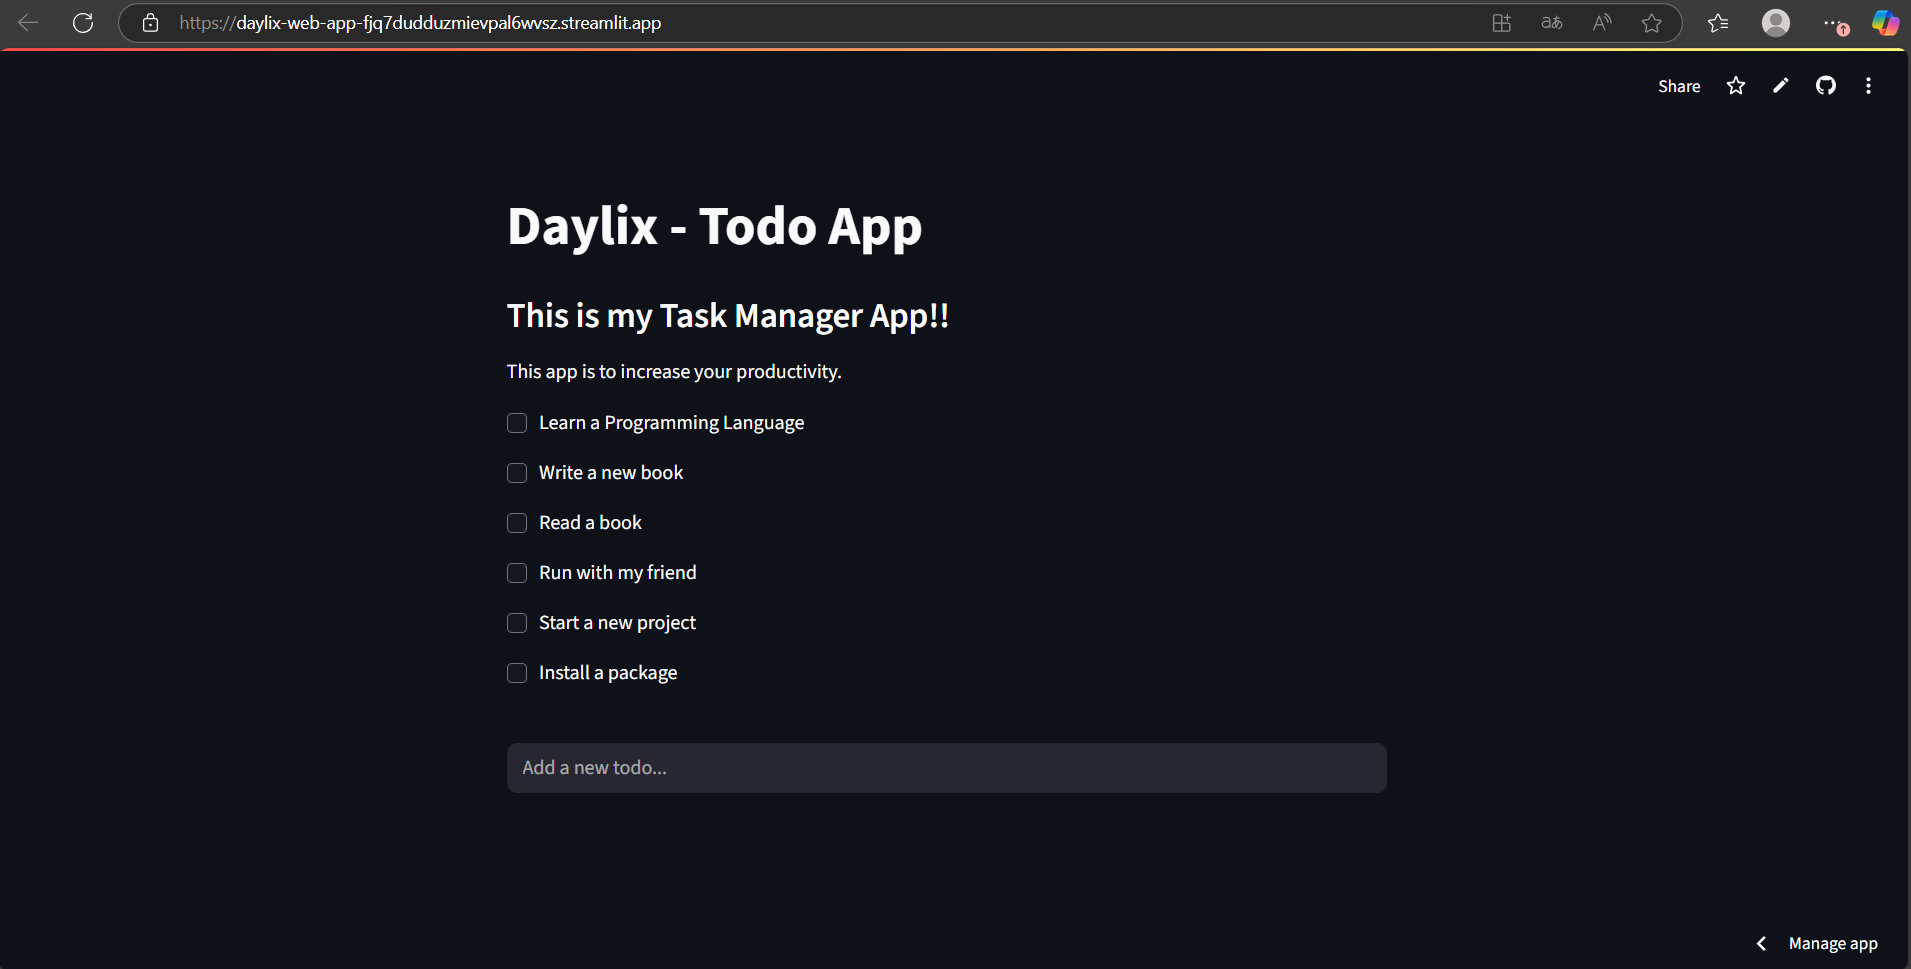 https://daylix-web-app-fjq7dudduzmievpal6wvsz.streamlit.app
Share
Daylix - Todo App
This is my Task Manager App!!
This app is to increase your productivity.
Learn a Programming Language
Write a new book
Read a book
Run with my friend
Start a new project
Install a package
Add a new todo...
Manage app